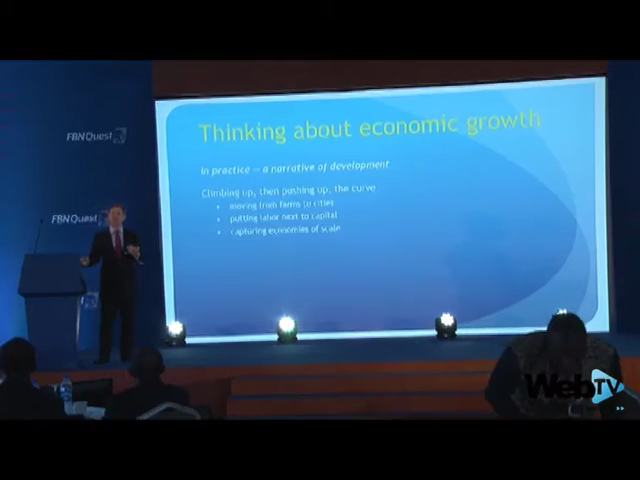 Thinking about economic growth
FBNQuest
In practice — a narrative of development
Climbing up, then pushing up, the curve
• moving from farms to cities
FBNQuest
• putting labor next to capital
• capturing economies of scale
WebTV